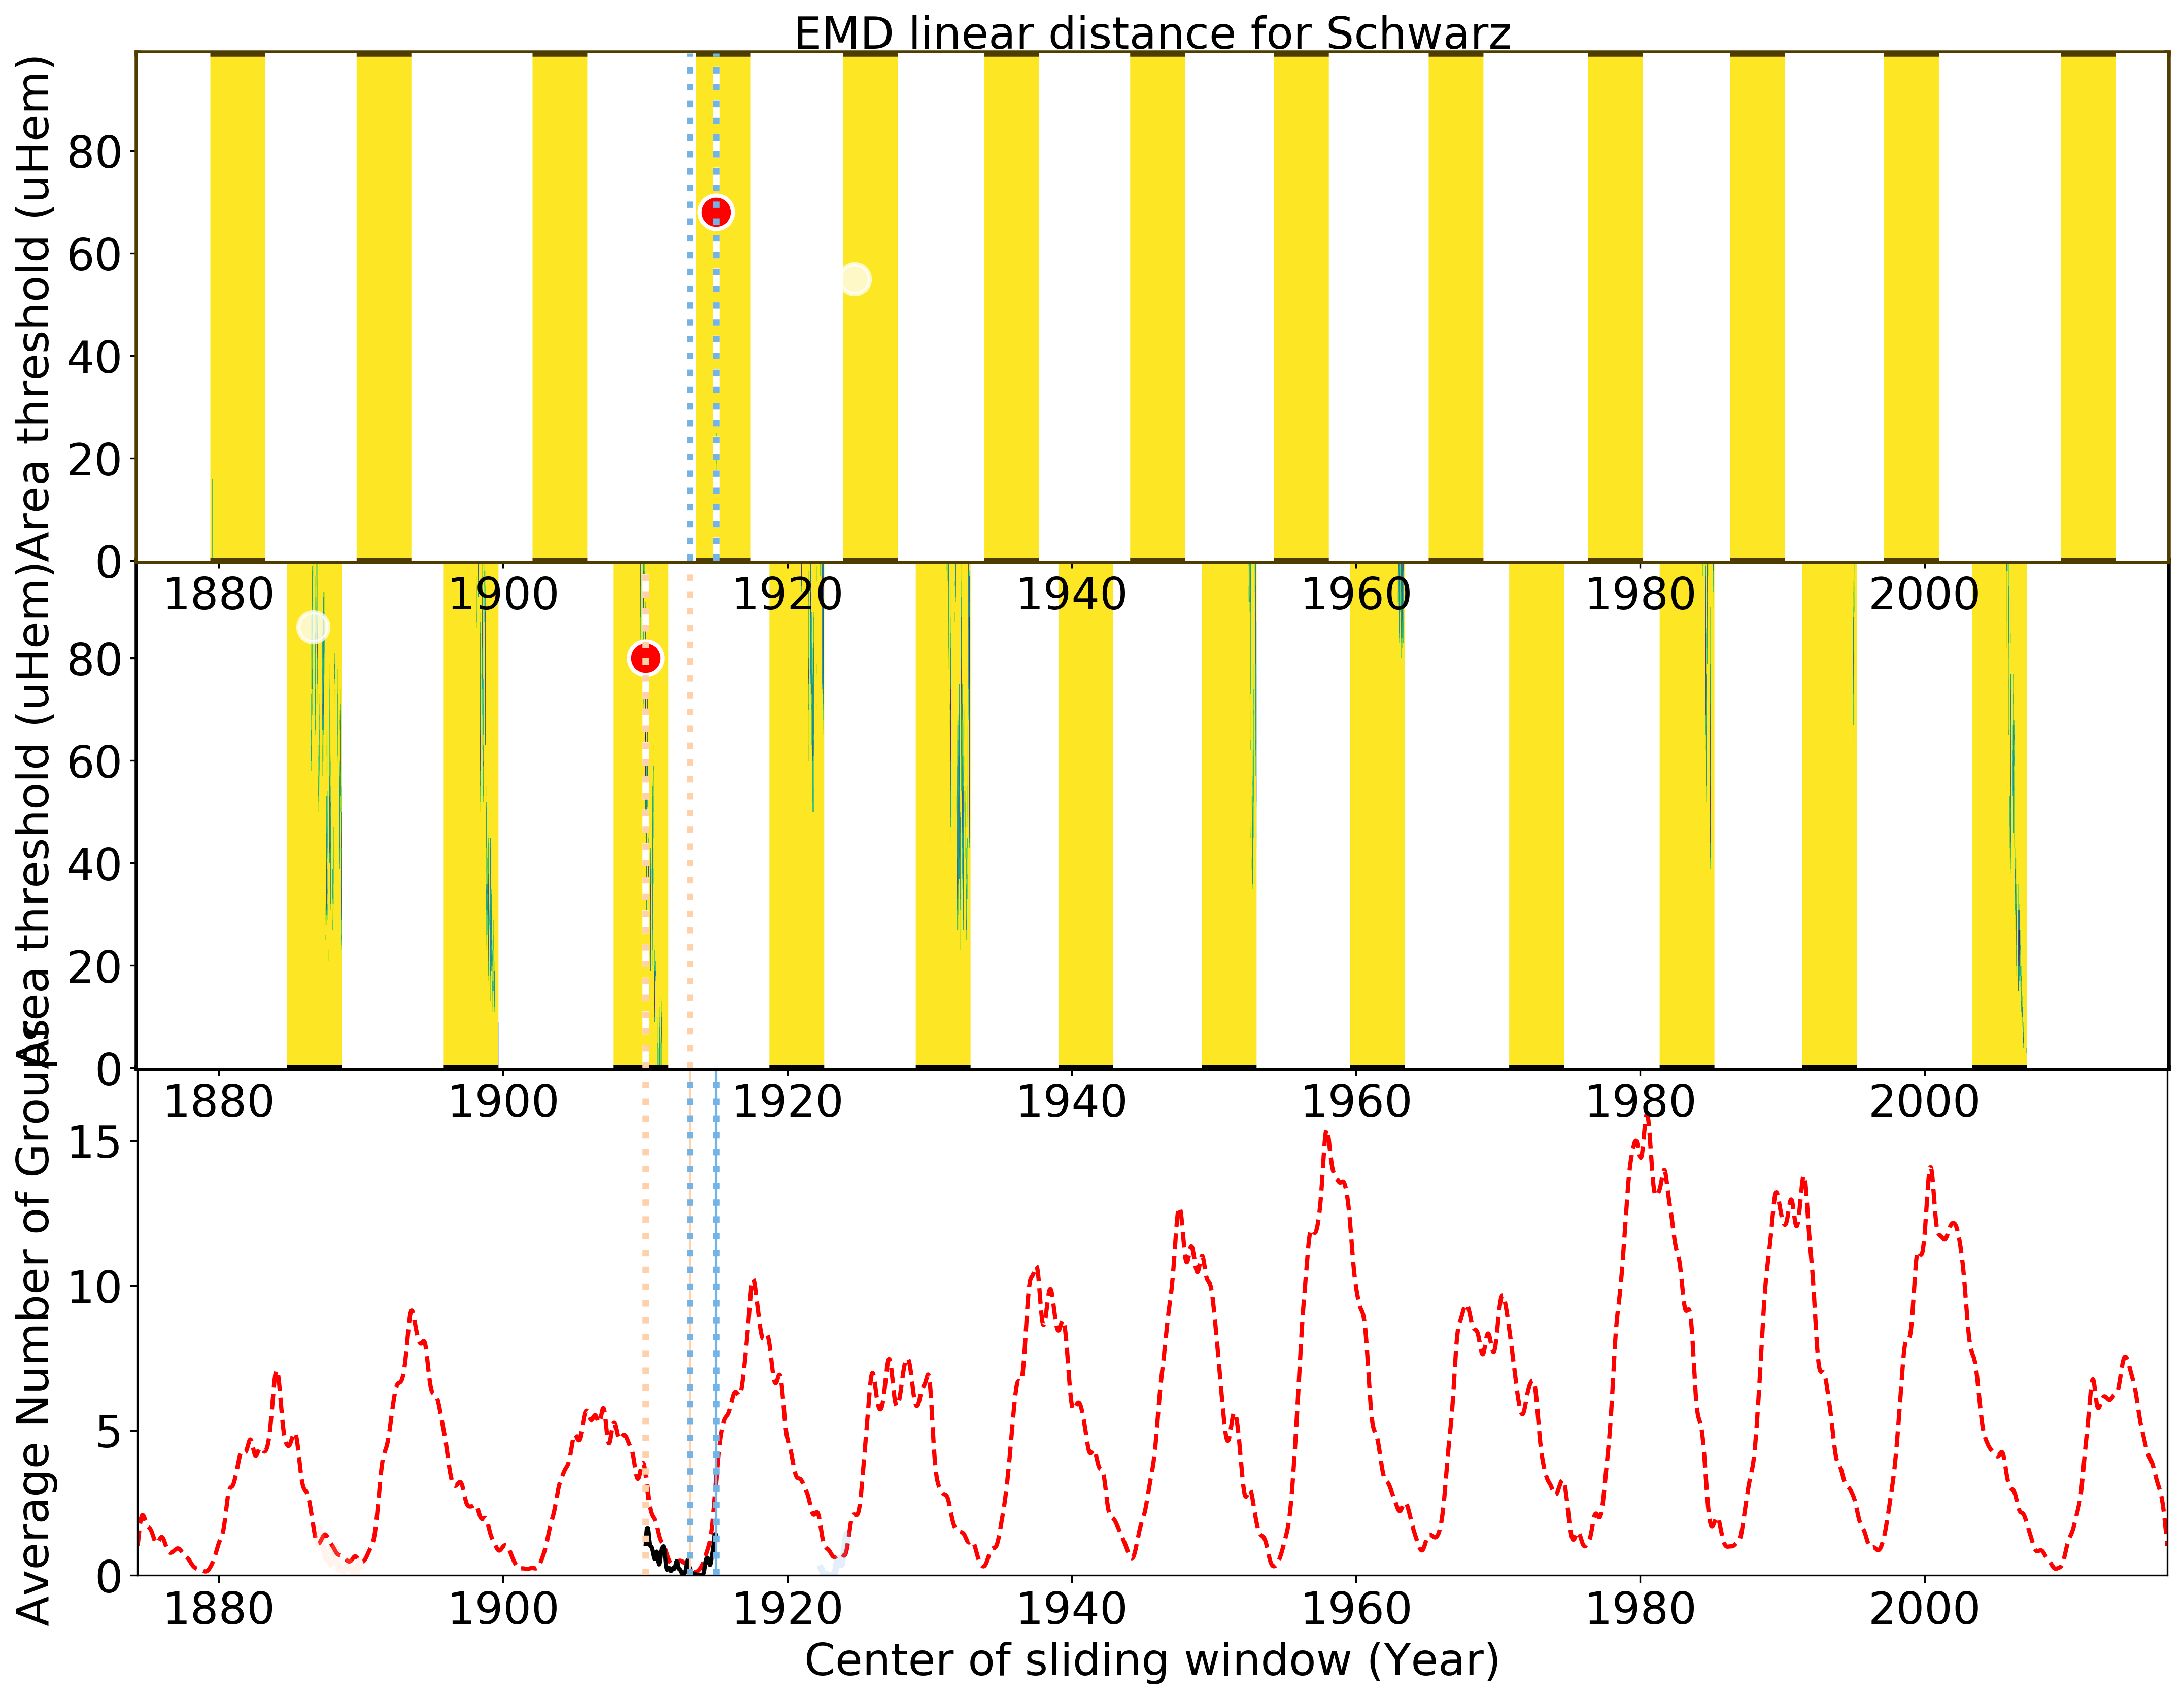 EMD linear distance for Schwarz
Area threshold (uHem)
80
60
40
20
0
1880 1900 1920 1940 1960 1980 2000
Area threshold (uHem)
80
60
40
20
0
1880 1900 1920 1940 1960 1980 2000
Average Number of Groups
15
10
5
0
1880 1900 1920 1940 1960 1980 2000
Center of sliding window (Year)